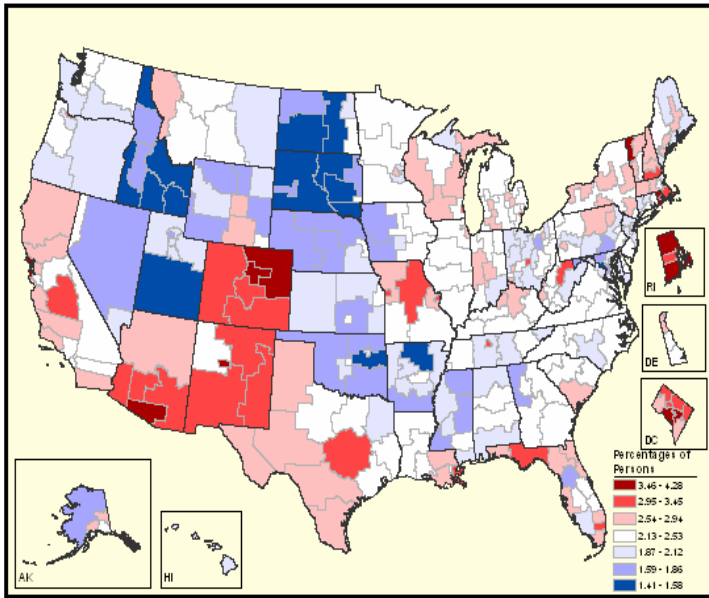 RI
DE
DC
Percentages of
Persons
3.46 - 4.28
2.95 - 3.45
2.54 - 2.94
2.13 - 2.53
1.87 - 2.12
1.59 - 1.86
1.41 - 1.58
AK
HI